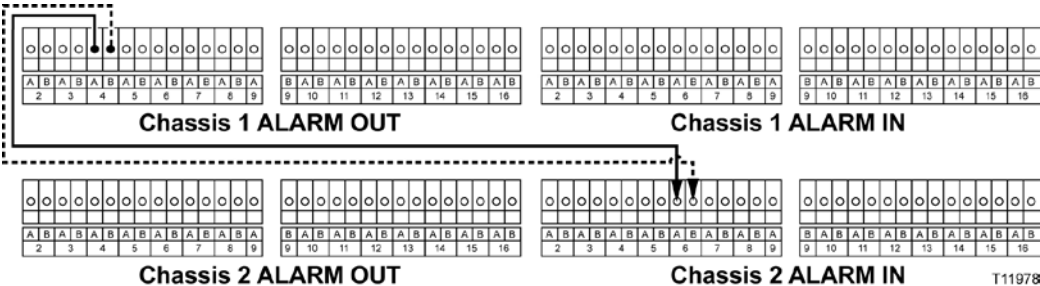 A B A B A B A B A B A B A B A B A B A B A B A B A B A B A B A B A B A B A B A B A B A B A B A B A B A B A B A B A B A B
2 3 4 5 6 7 8 9 9 10 11 12 13 14 15 16 2 3 4 5 6 7 8 9 9 10 11 12 13 14 15 16
Chassis 1 ALARM OUT Chassis 1 ALARM IN
A B A B A B A B A B A B A B A B A B A B A B A B A B A B A B A B A B A B A B A B A B A B A B A B A B A B A B A B A B A B
2 3 4 5 6 7 8 9 9 10 11 12 13 14 15 16 2 3 4 5 6 7 8 9 9 10 11 12 13 14 15 16
Chassis 2 ALARM OUT Chassis 2 ALARM IN
T11978